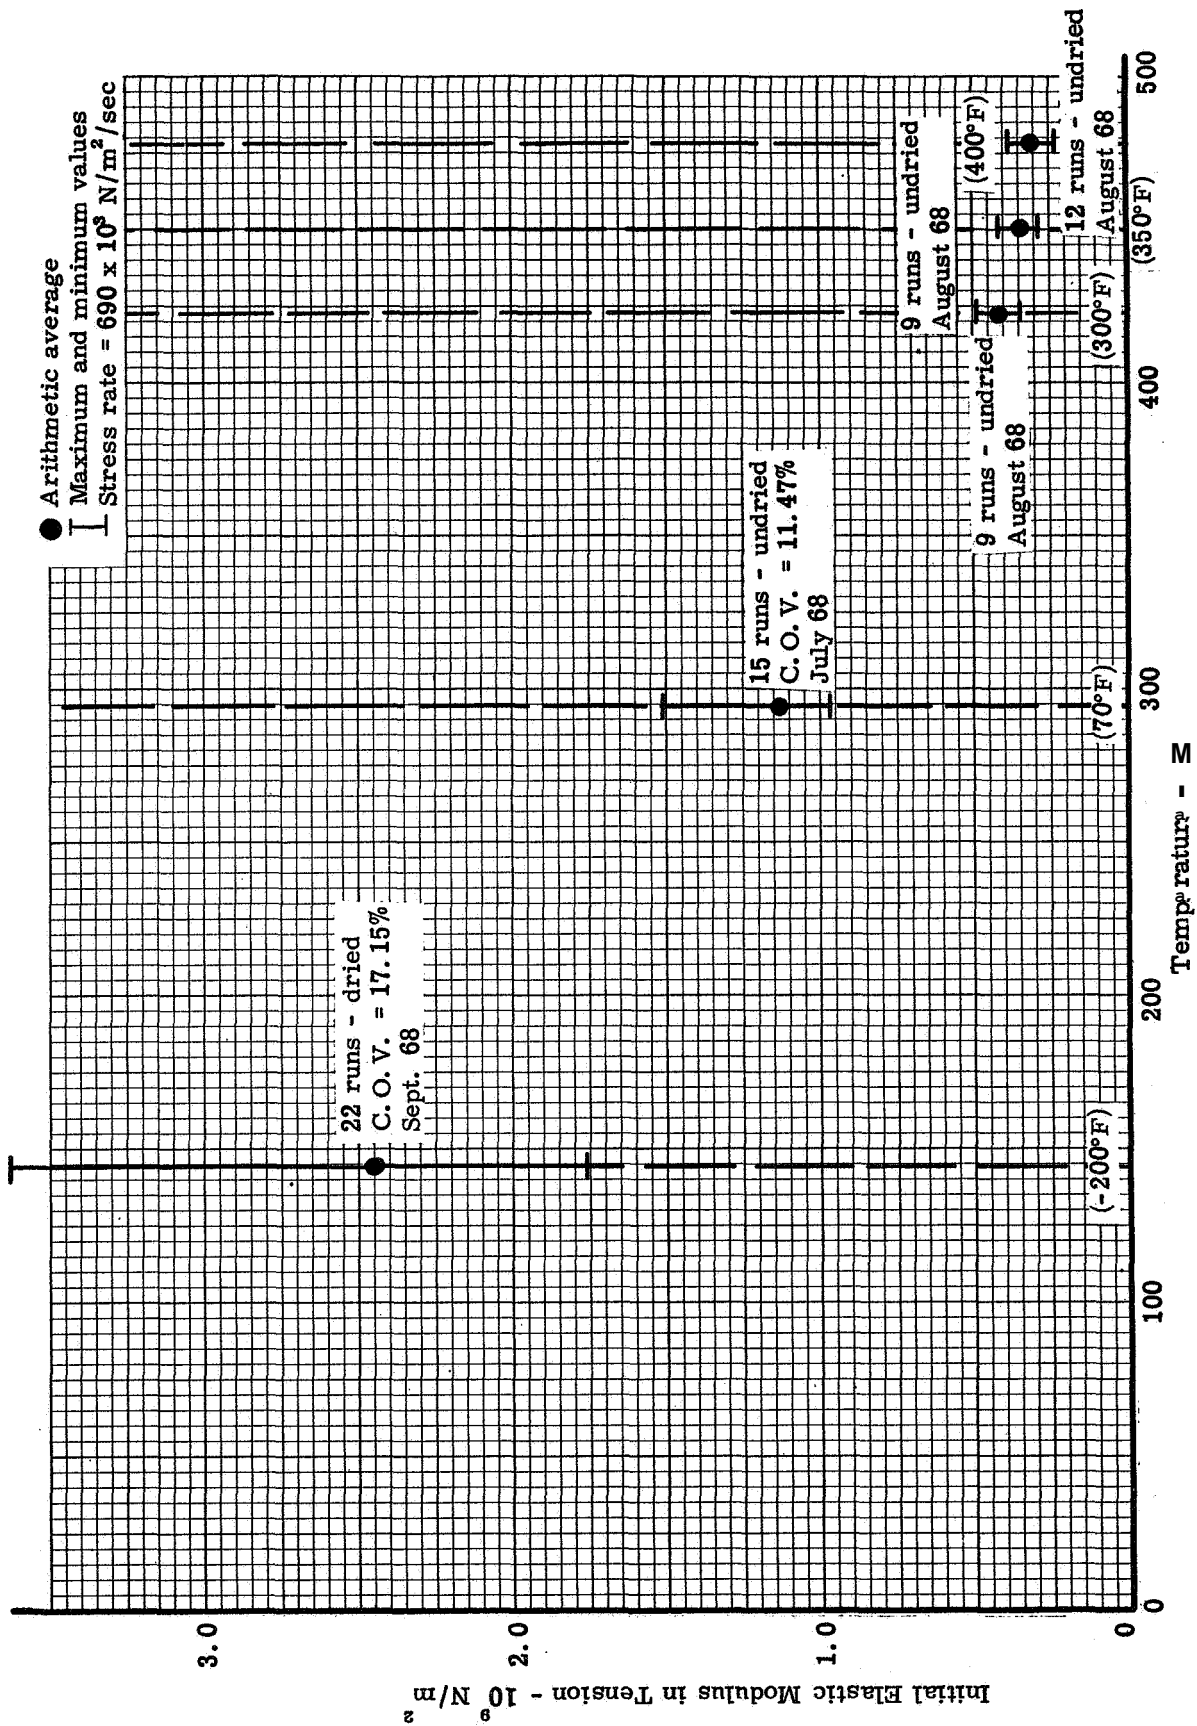 ● Arithmetic average
Maximum and minimum values
Stress rate = 690 x 10³ N/m²/sec
22 runs - dried
C. O. V. = 17.15%
Sept. 68
15 runs - undried
C. O. V. = 11.47%
July 68
9 runs - undried
August 68
9 runs - undried
August 68
12 runs - undried
August 68
(-200°F)
(70°F)
(300°F)
(350°F)
(400°F)
3.0
2.0
1.0
0
0
100
200
300
400
500
Initial Elastic Modulus in Tension - 10⁹ N/m²
Temperature - M